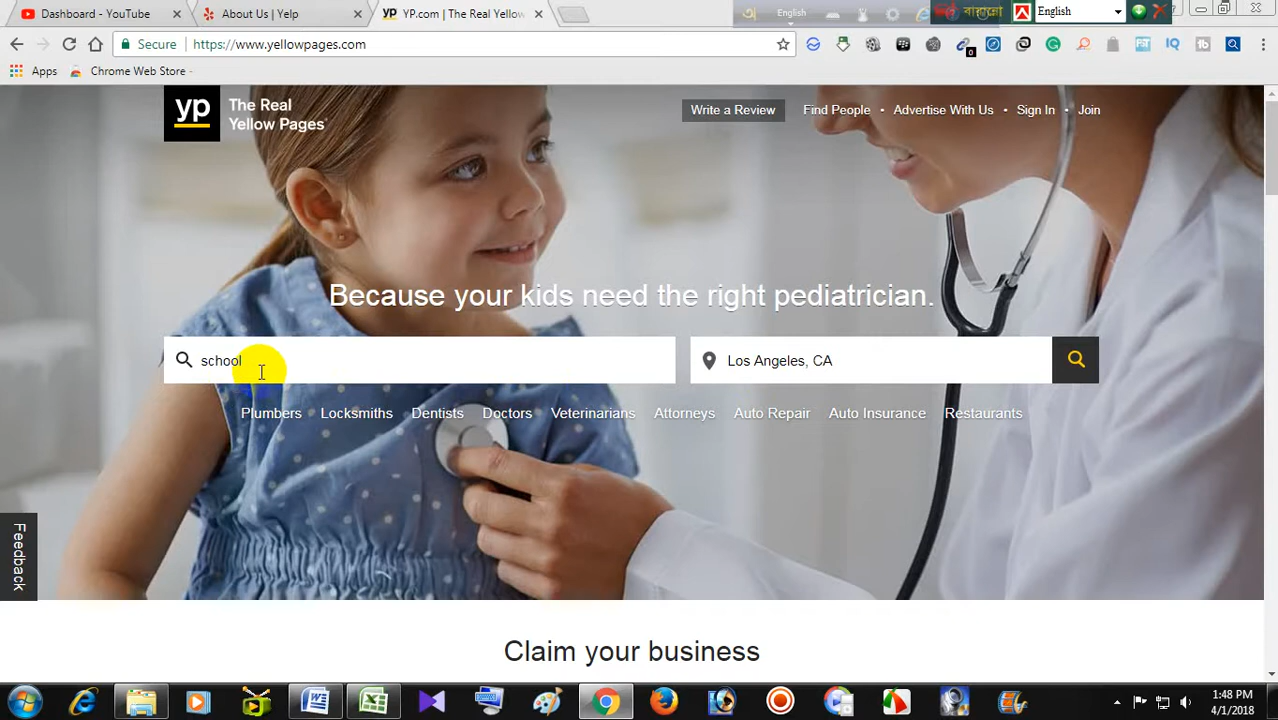 Dashboard - YouTube
About Us | Yelp
YP.com | The Real Yellow
English
English
Secure
https://www.yellowpages.com
0
Apps
Chrome Web Store -
yp
The Real
Yellow Pages
Write a Review
Find People
Advertise With Us
Sign In
Join
Because your kids need the right pediatrician.
school
Los Angeles, CA
Plumbers
Locksmiths
Dentists
Doctors
Veterinarians
Attorneys
Auto Repair
Auto Insurance
Restaurants
Feedback
Claim your business
1:48 PM
4/1/2018